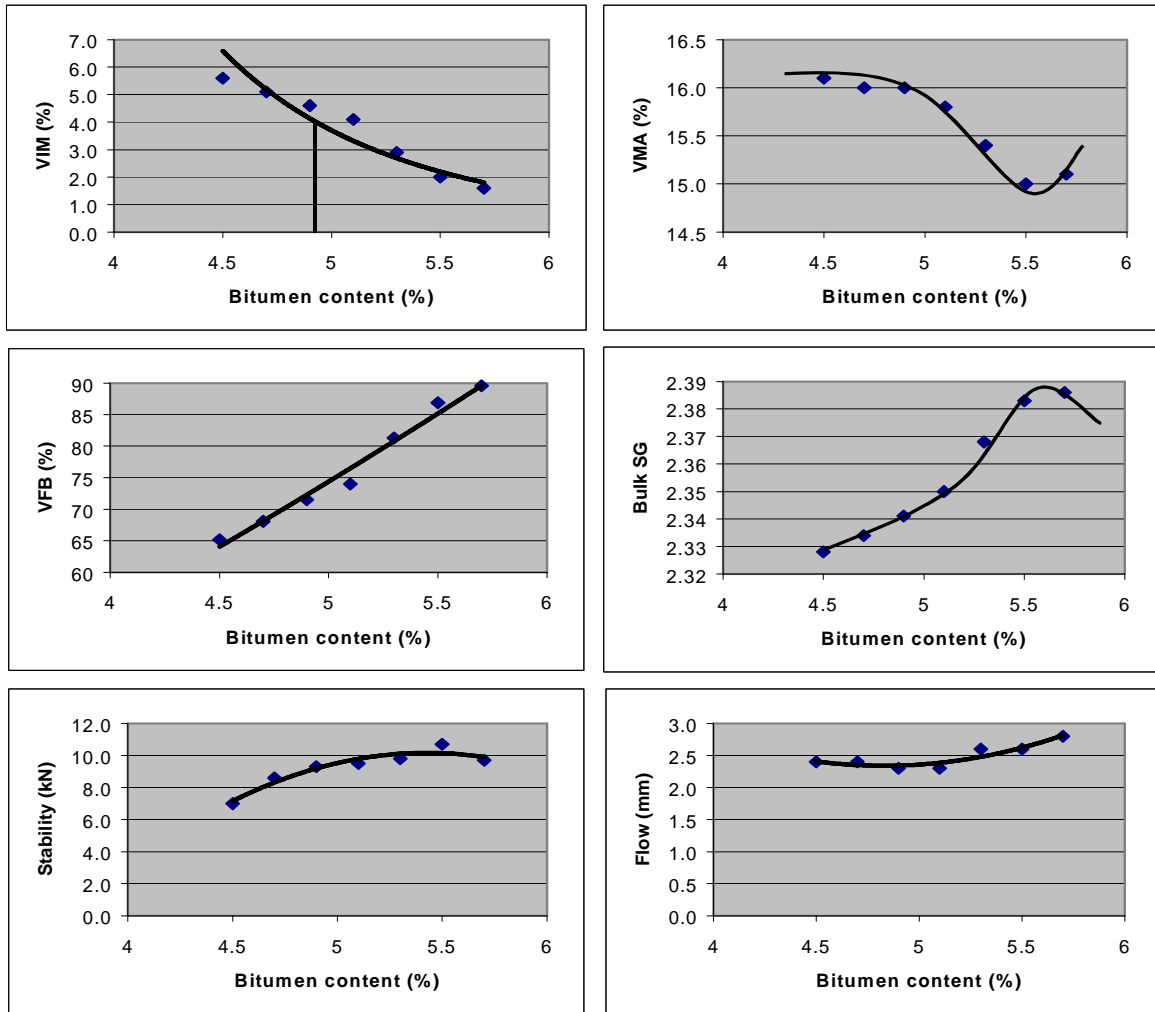 7.0
6.0
5.0
4.0
3.0
2.0
1.0
0.0
VIM (%)
4 4.5 5 5.5 6
Bitumen content (%)
16.5
16.0
15.5
15.0
14.5
VMA (%)
4 4.5 5 5.5 6
Bitumen content (%)
90
85
80
75
70
65
60
VFB (%)
4 4.5 5 5.5 6
Bitumen content (%)
2.39
2.38
2.37
2.36
2.35
2.34
2.33
2.32
Bulk SG
4 4.5 5 5.5 6
Bitumen content (%)
12.0
10.0
8.0
6.0
4.0
2.0
0.0
Stability (kN)
4 4.5 5 5.5 6
Bitumen content (%)
3.0
2.5
2.0
1.5
1.0
0.5
0.0
Flow (mm)
4 4.5 5 5.5 6
Bitumen content (%)